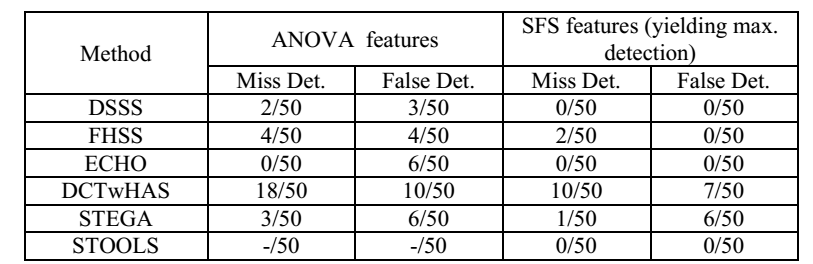 Method ANOVA features SFS features (yielding max. detection)
Miss Det. False Det. Miss Det. False Det.
DSSS 2/50 3/50 0/50 0/50
FHSS 4/50 4/50 2/50 0/50
ECHO 0/50 6/50 0/50 0/50
DCTwHAS 18/50 10/50 10/50 7/50
STEGA 3/50 6/50 1/50 6/50
STOOLS -/50 -/50 0/50 0/50